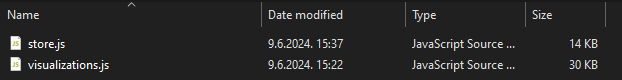 Name Date modified Type Size
store.js 9.6.2024. 15:37 JavaScript Source ... 14 KB
visualizations.js 9.6.2024. 15:22 JavaScript Source ... 30 KB